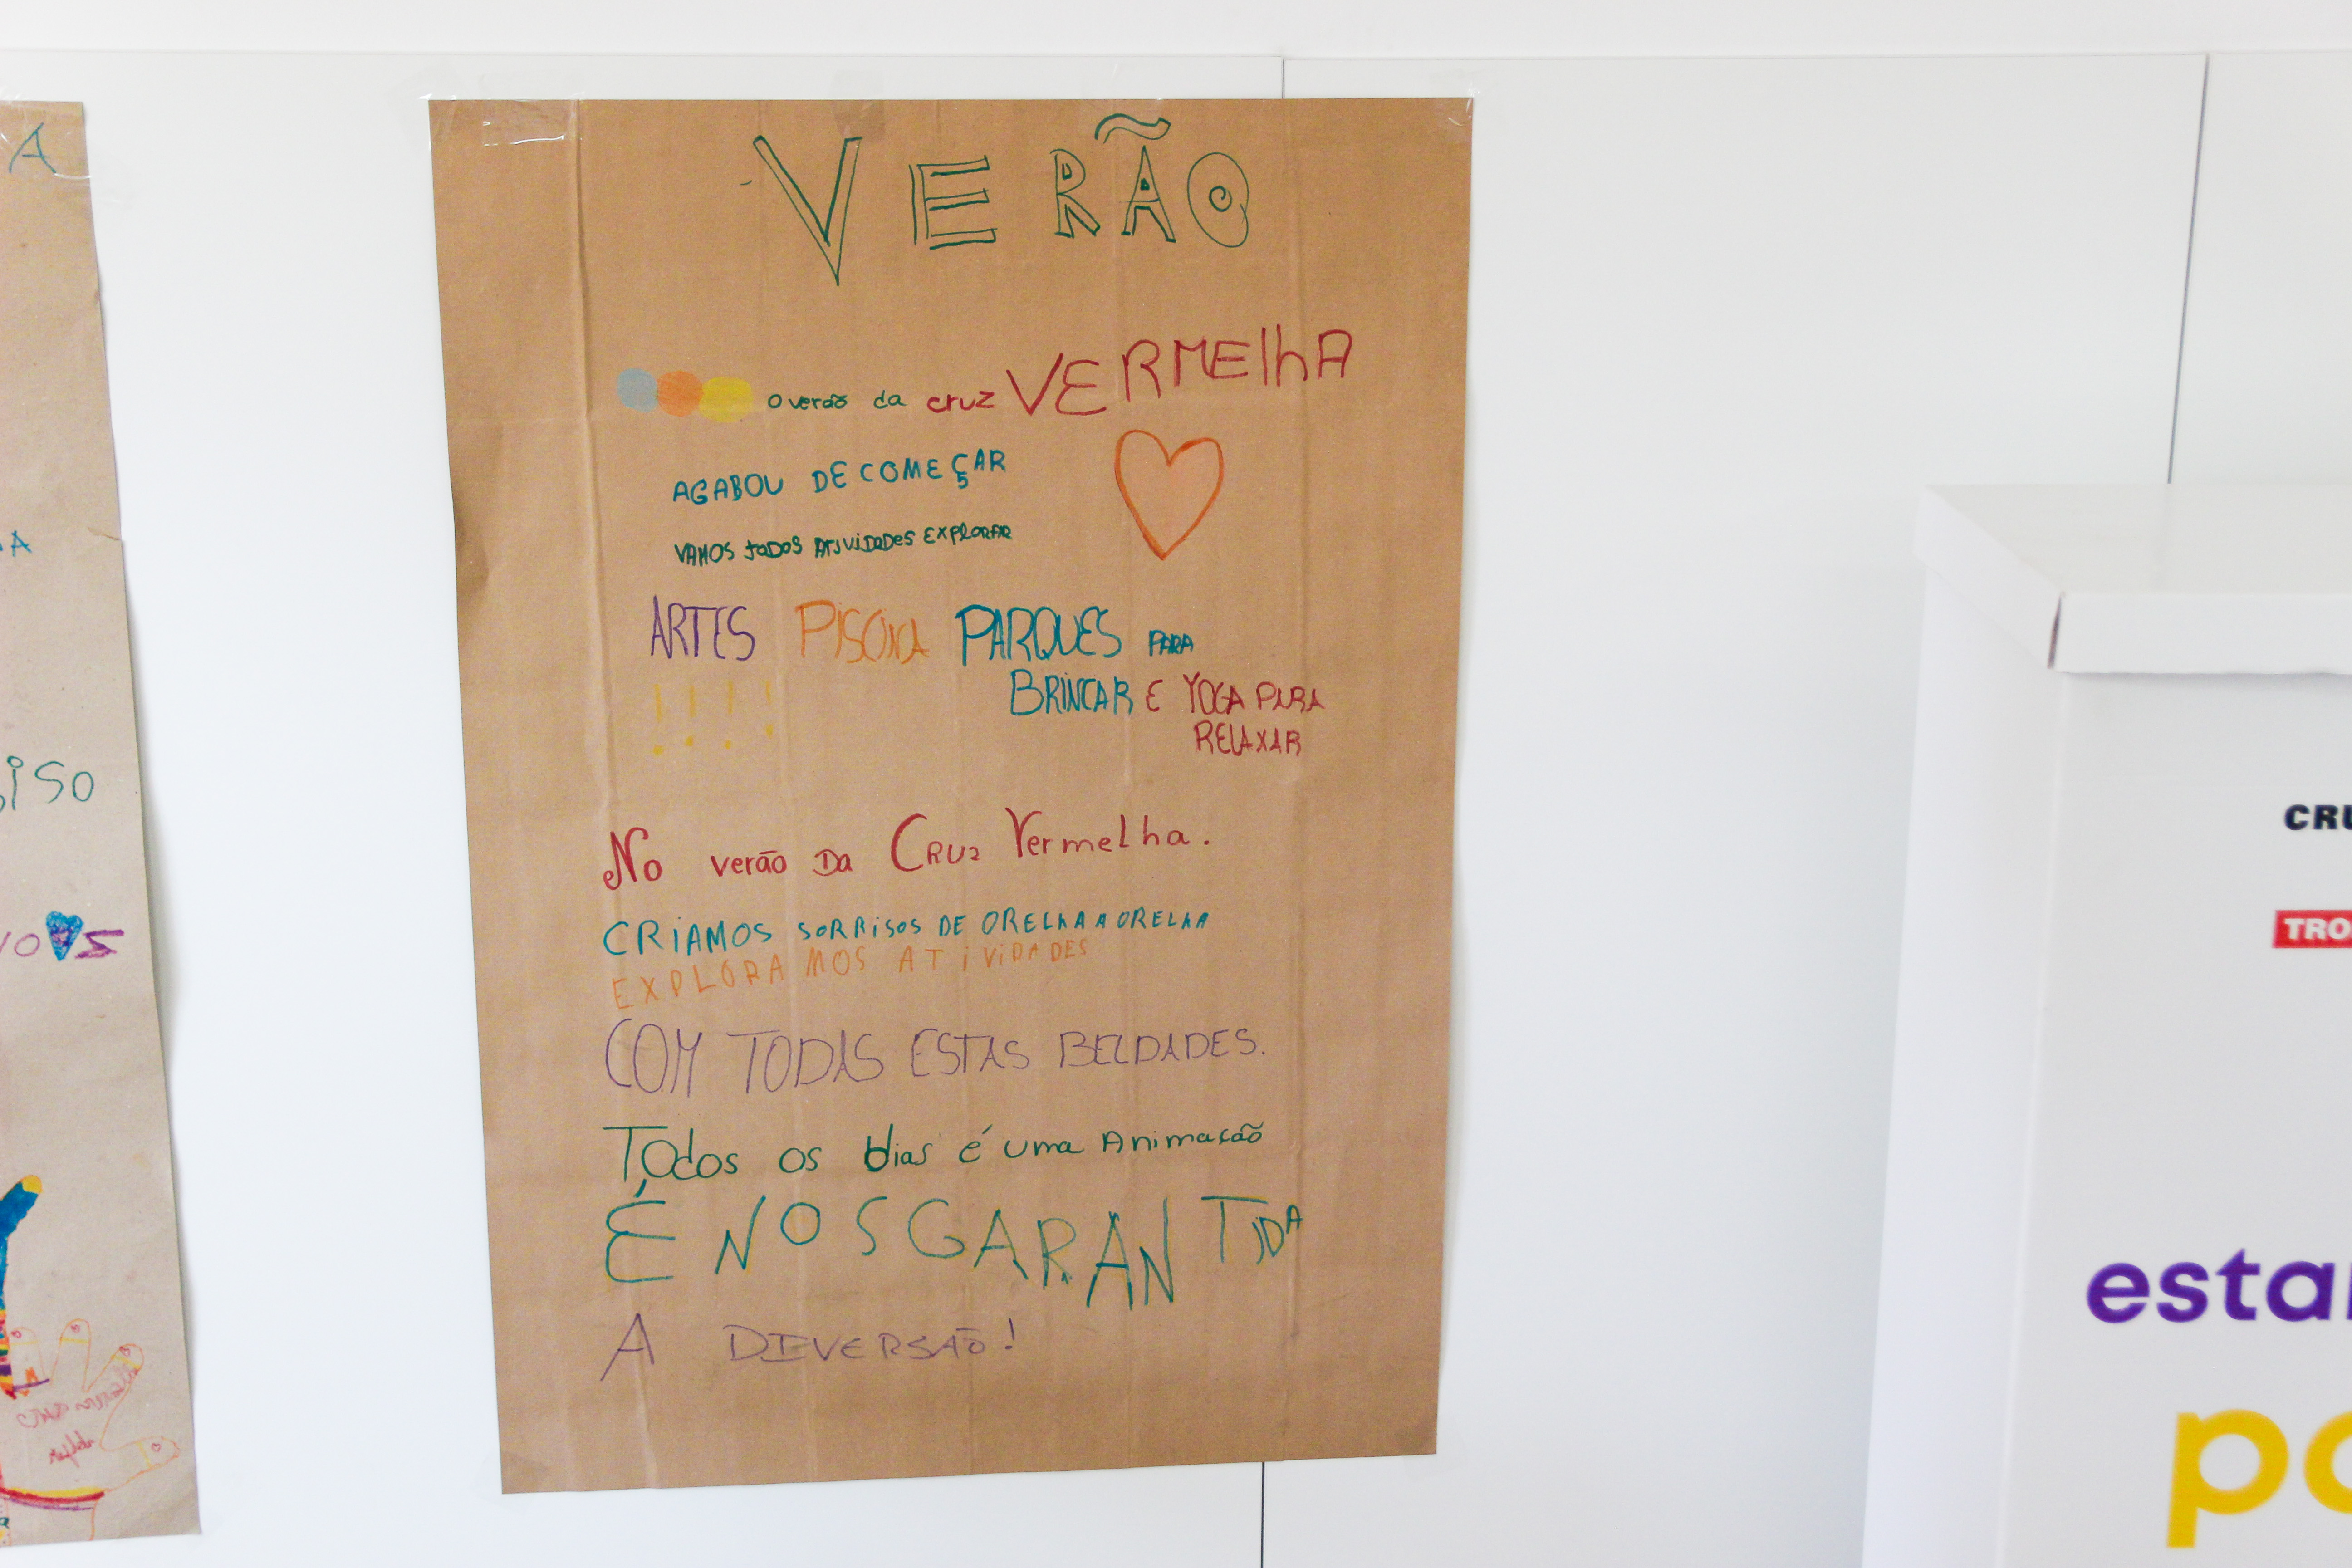 VERÃO
O verão da cruz VERMElhA
AGABOU DE COMEÇAR
VAMOS todos AtividadES EXPlORAR
ARTES PISCINA PARQUES PARA
BRINCAR E YOGA PARA
RELAXAR
!!!!
No verão Da CRUz Vermelha.
CRiAMOS SORRiSOS DE ORELhA A ORELhA
EXPLORAMOS ATiViDADES
COM TODAS ESTAS BELDADES.
TOdos os dias é uma Animação
É NOS GARANTIDA
A DIVERSÃO!
A
A
iso
CRU
TRO
esta
po